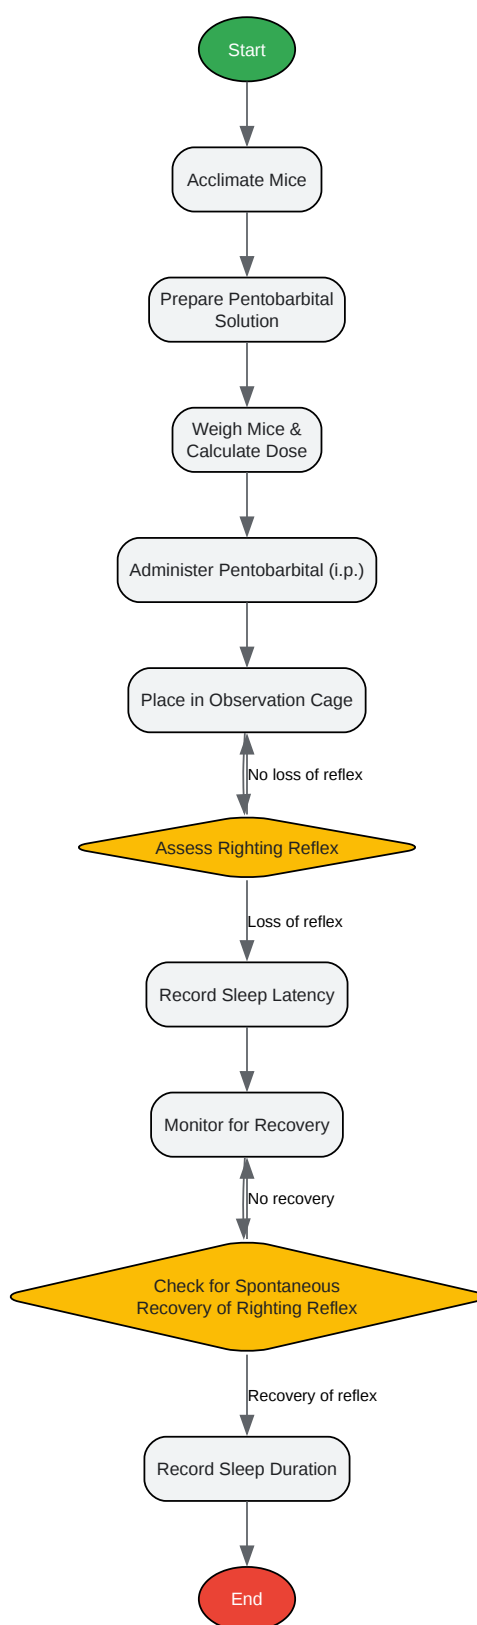 Start
Acclimate Mice
Prepare Pentobarbital
Solution
Weigh Mice &
Calculate Dose
Administer Pentobarbital (i.p.)
Place in Observation Cage
No loss of reflex
Assess Righting Reflex
Loss of reflex
Record Sleep Latency
Monitor for Recovery
No recovery
Check for Spontaneous
Recovery of Righting Reflex
Recovery of reflex
Record Sleep Duration
End